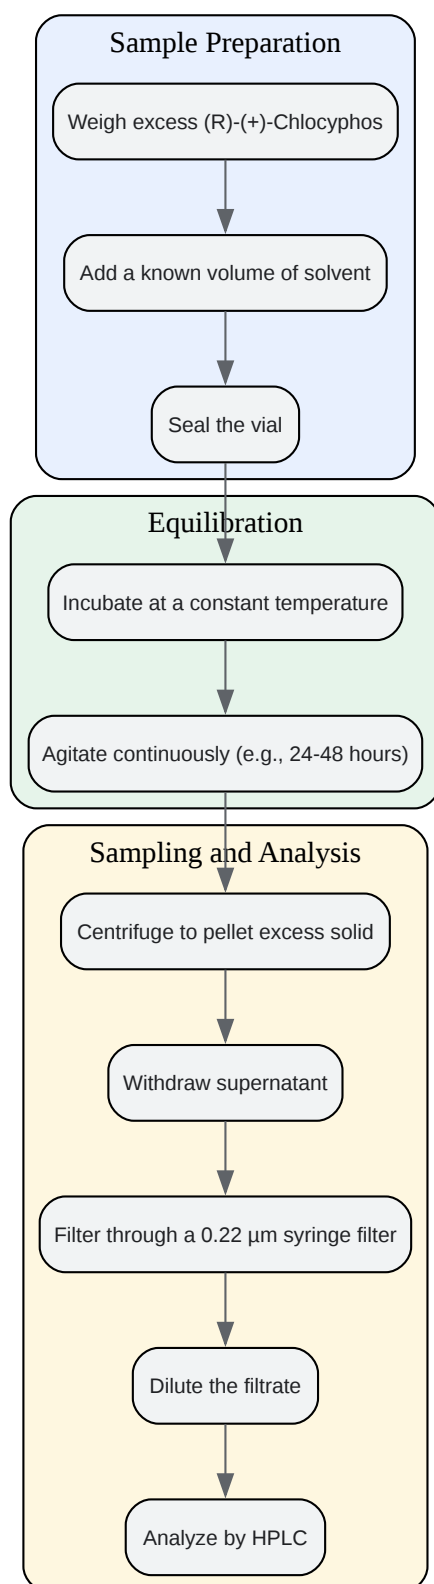 Sample Preparation
Weigh excess (R)-(+)-Chlocyphos
Add a known volume of solvent
Seal the vial
Equilibration
Incubate at a constant temperature
Agitate continuously (e.g., 24-48 hours)
Sampling and Analysis
Centrifuge to pellet excess solid
Withdraw supernatant
Filter through a 0.22 µm syringe filter
Dilute the filtrate
Analyze by HPLC